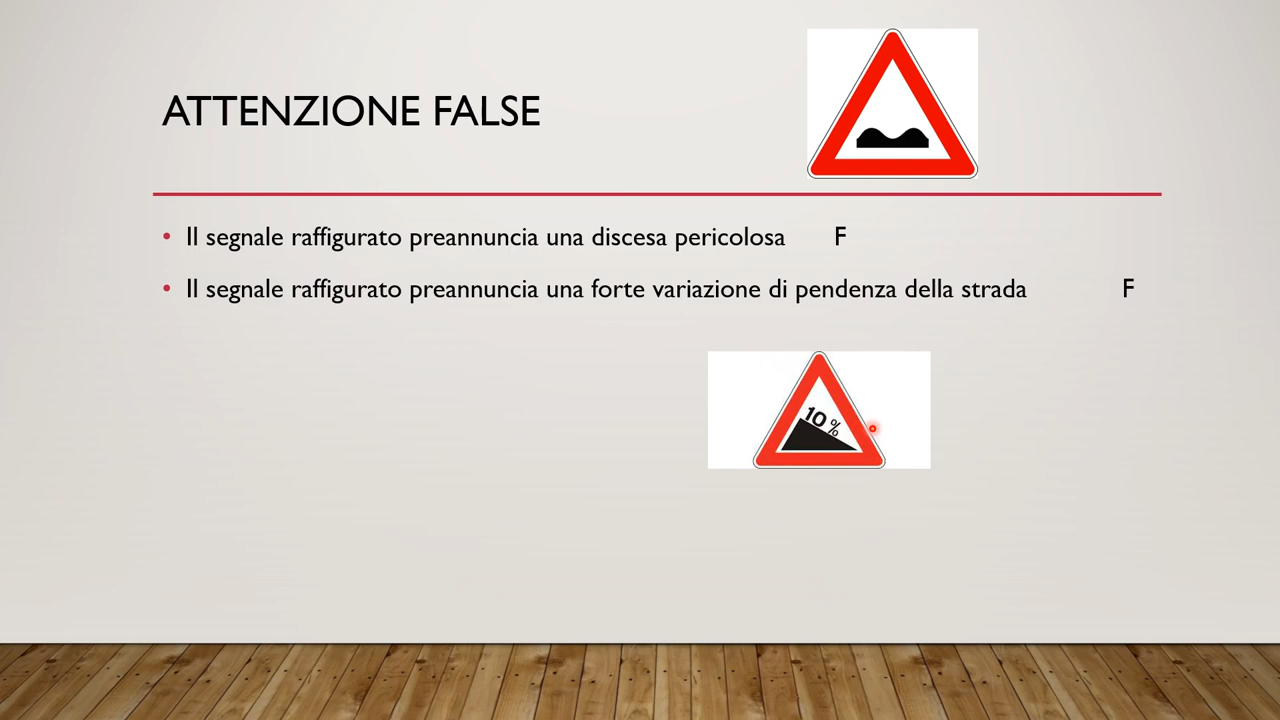 ATTENZIONE FALSE
Il segnale raffigurato preannuncia una discesa pericolosa F
Il segnale raffigurato preannuncia una forte variazione di pendenza della strada F
10 %